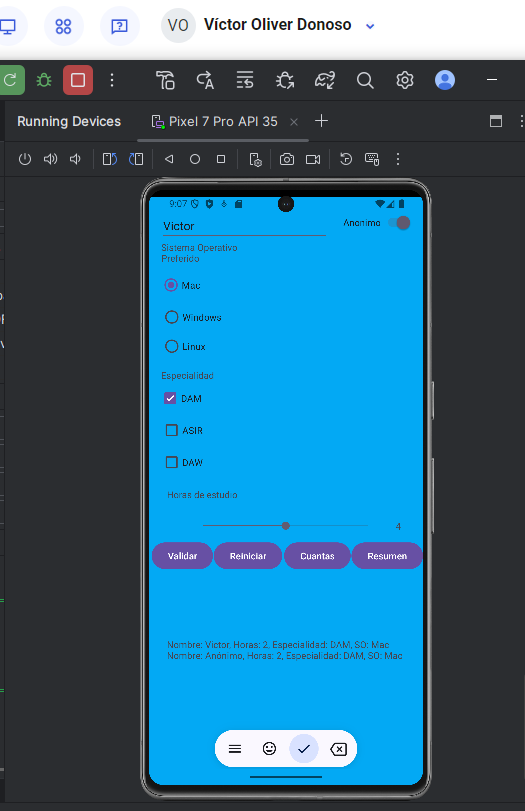 VO Víctor Oliver Donoso
Running Devices Pixel 7 Pro API 35
9:07
Victor
Anonimo
Sistema Operativo
Preferido
Mac
Windows
Linux
Especialidad
DAM
ASIR
DAW
Horas de estudio
4
Validar Reiniciar Cuantas Resumen
Nombre: Victor, Horas: 2, Especialidad: DAM, SO: Mac
Nombre: Anónimo, Horas: 2, Especialidad: DAM, SO: Mac